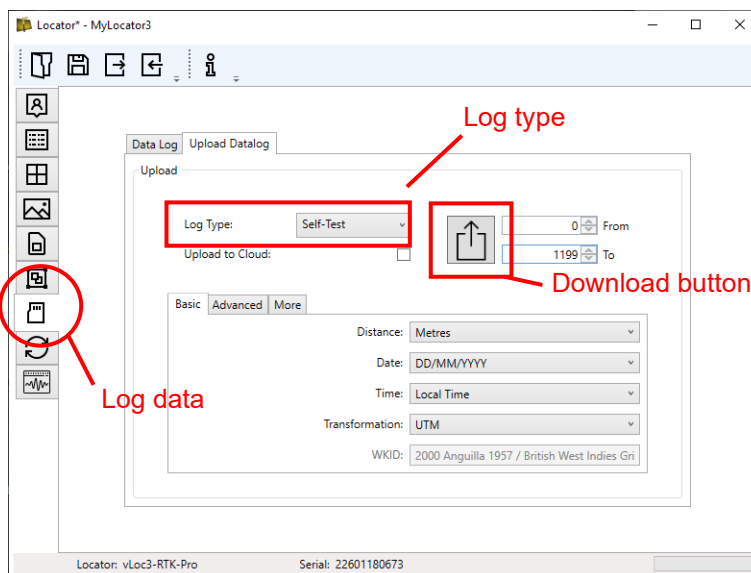 Locator* - MyLocator3
Log type
Data Log Upload Datalog
Upload
Log Type: Self-Test 0 From
Upload to Cloud: 1199 To
Download button
Basic Advanced More
Distance: Metres
Date: DD/MM/YYYY
Time: Local Time
Log data
Transformation: UTM
WKID: 2000 Anguilla 1957 / British West Indies Gri
Locator: vLoc3-RTK-Pro Serial: 22601180673